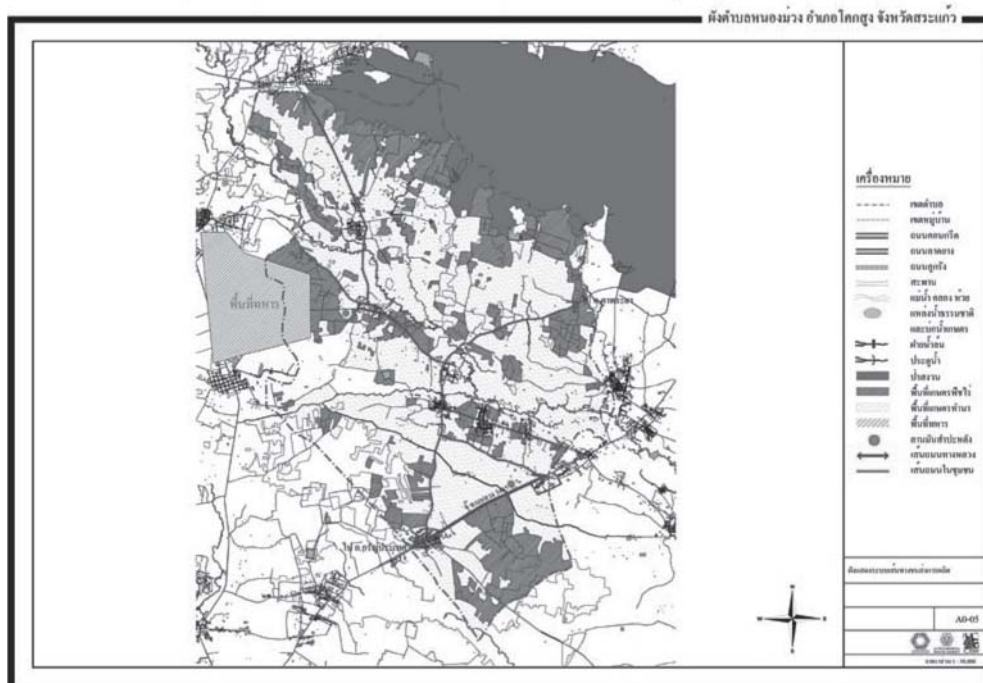 ผังตำบลหนองม่วง อำเภอโคกสูง จังหวัดสระแก้ว
พื้นที่ทหาร
เครื่องหมาย
เขตตำบล
เขตหมู่บ้าน
ถนนคอนกรีต
ถนนลาดยาง
ถนนลูกรัง
สะพาน
แม่น้ำ คลอง ห้วย
แหล่งน้ำธรรมชาติ
และบ่อน้ำเกษตร
ฝายน้ำล้น
ประตูน้ำ
ป่าสงวน
พื้นที่เกษตรพืชไร่
พื้นที่เกษตรทำนา
พื้นที่ทหาร
ลานมันสำปะหลัง
เส้นถนนทางหลวง
เส้นถนนในชุมชน
N
W
E
S
A0-05